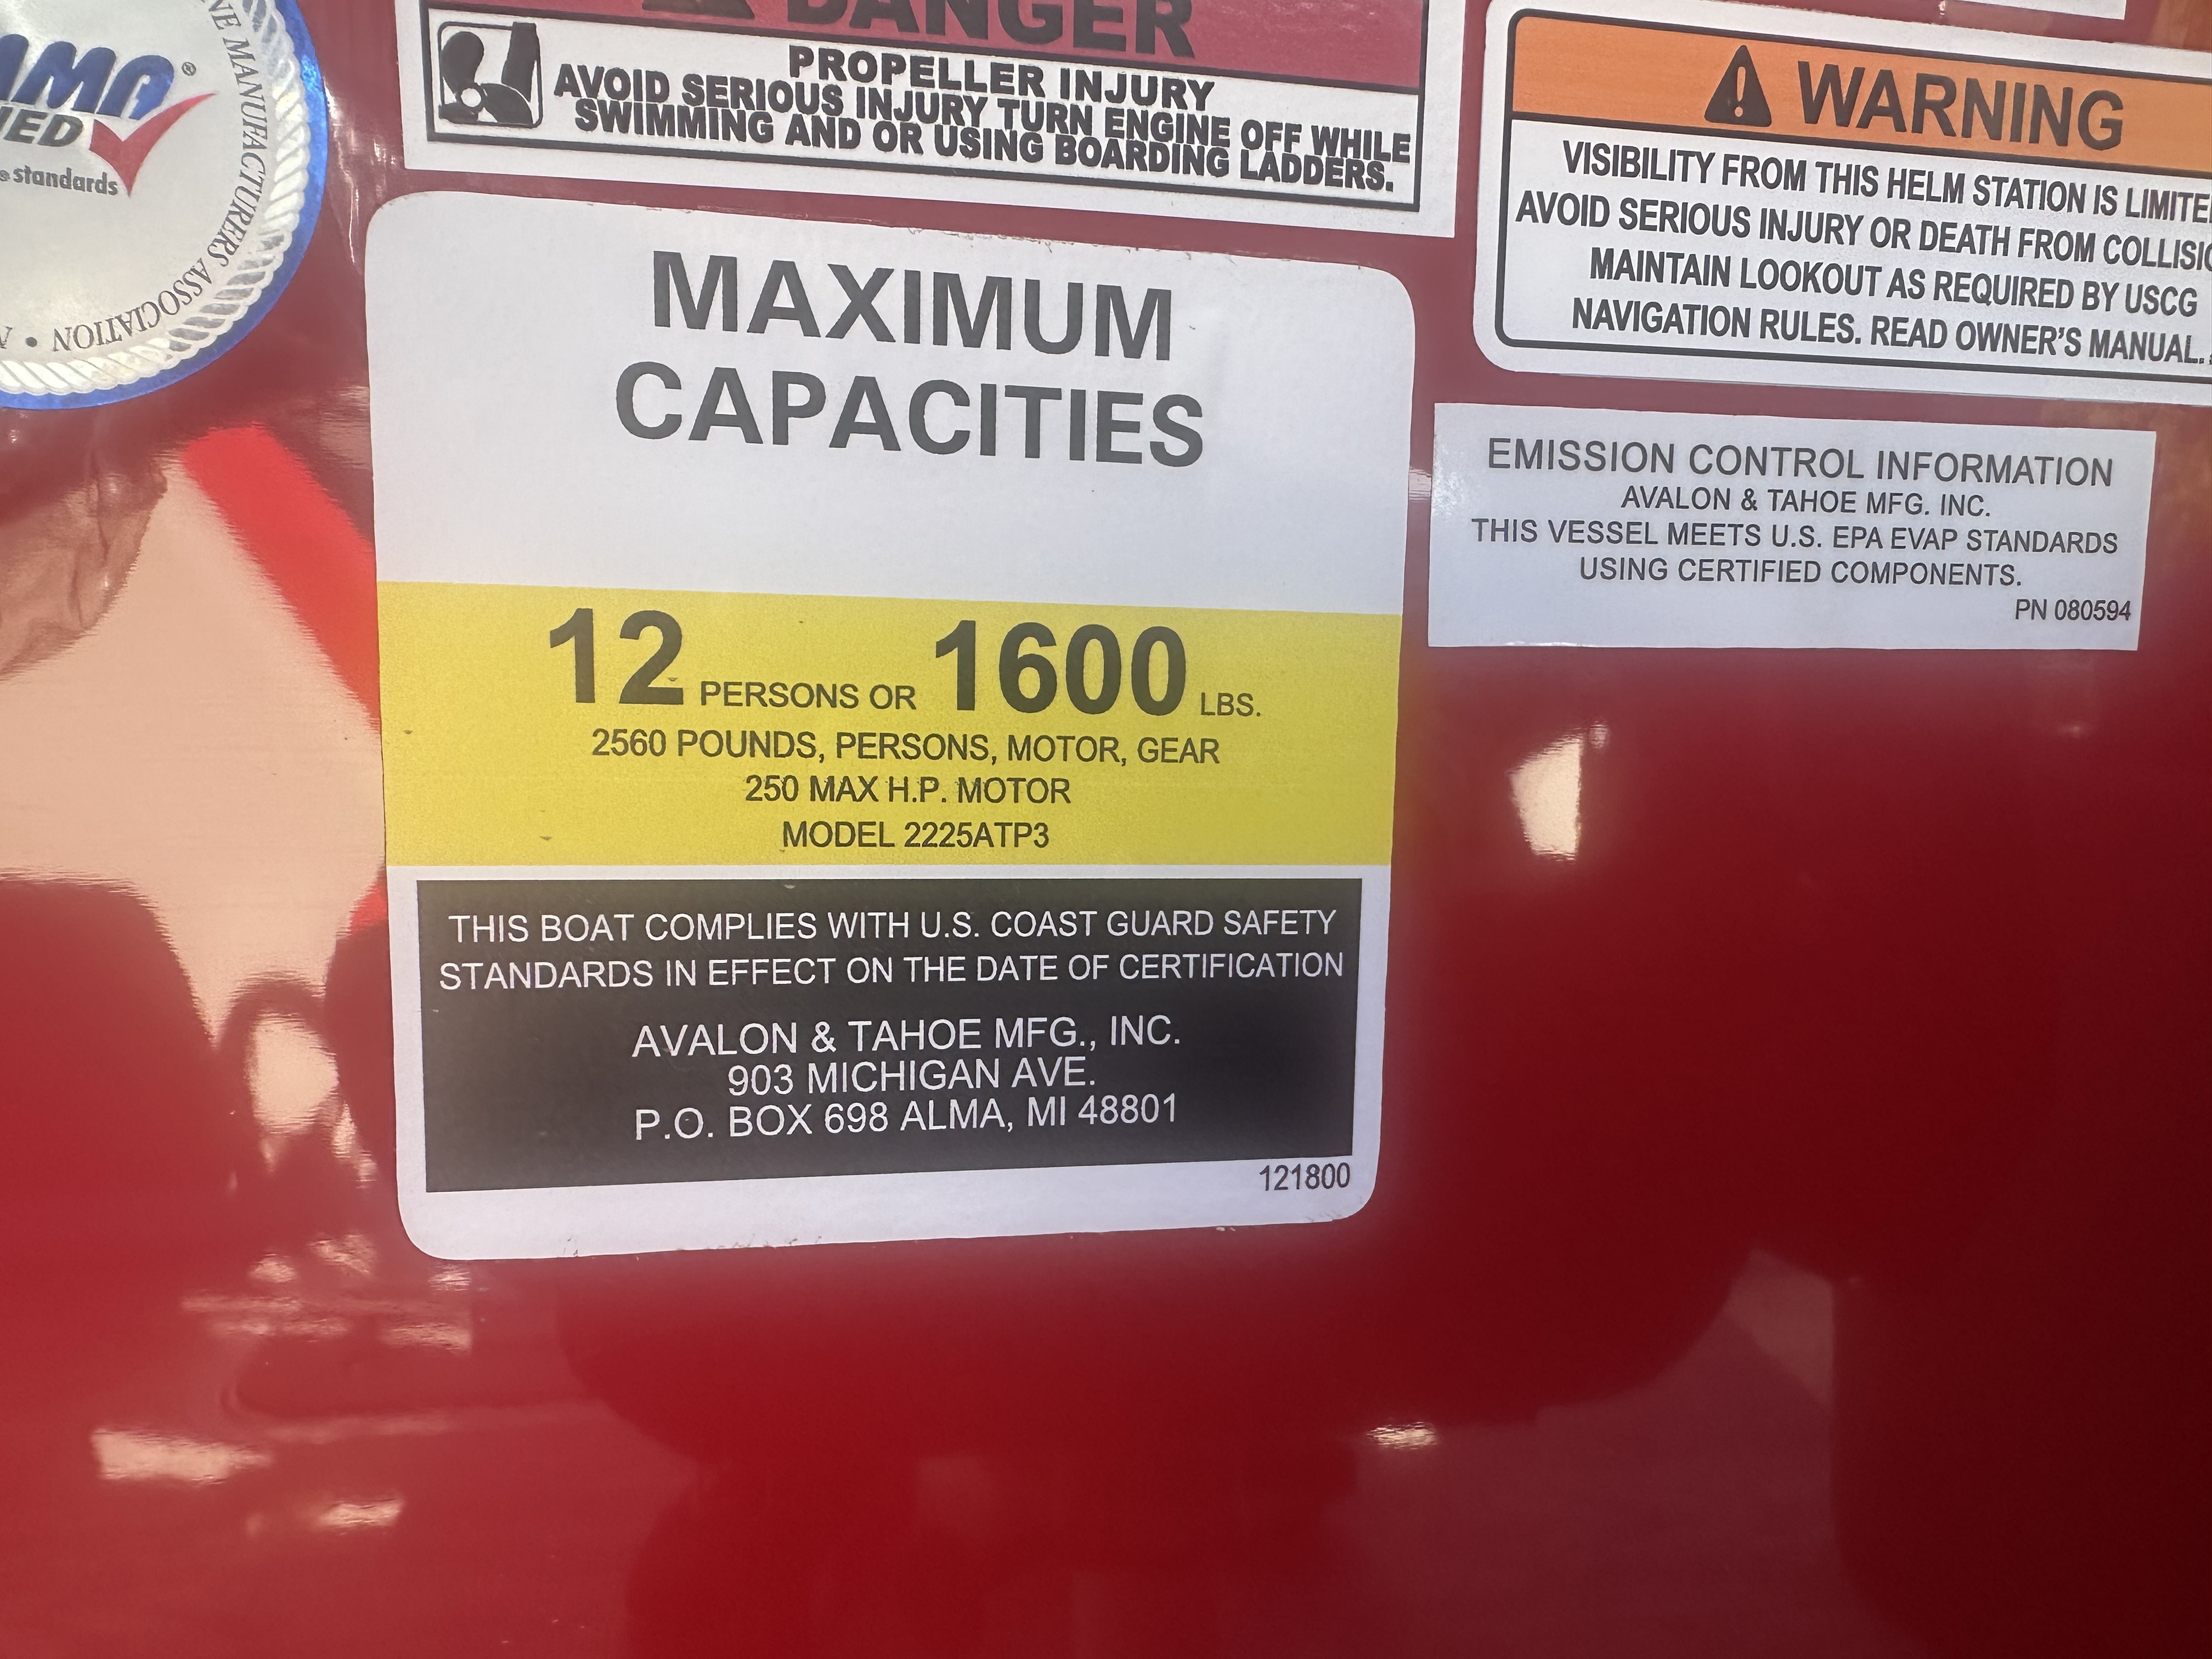 DANGER
PROPELLER INJURY
AVOID SERIOUS INJURY TURN ENGINE OFF WHILE
SWIMMING AND OR USING BOARDING LADDERS.
® standards
MANUFACTURERS ASSOCIATION •
WARNING
VISIBILITY FROM THIS HELM STATION IS
AVOID SERIOUS INJURY OR DEATH FROM
MAINTAIN LOOKOUT AS REQUIRED BY USCG
NAVIGATION RULES. READ OWNER'S MANUAL.
MAXIMUM
CAPACITIES
12 PERSONS OR 1600 LBS.
2560 POUNDS, PERSONS, MOTOR, GEAR
250 MAX H.P. MOTOR
MODEL 2225ATP3
THIS BOAT COMPLIES WITH U.S. COAST GUARD SAFETY
STANDARDS IN EFFECT ON THE DATE OF CERTIFICATION
AVALON & TAHOE MFG., INC.
903 MICHIGAN AVE.
P.O. BOX 698 ALMA, MI 48801
121800
EMISSION CONTROL INFORMATION
AVALON & TAHOE MFG. INC.
THIS VESSEL MEETS U.S. EPA EVAP STANDARDS
USING CERTIFIED COMPONENTS.
PN 080594